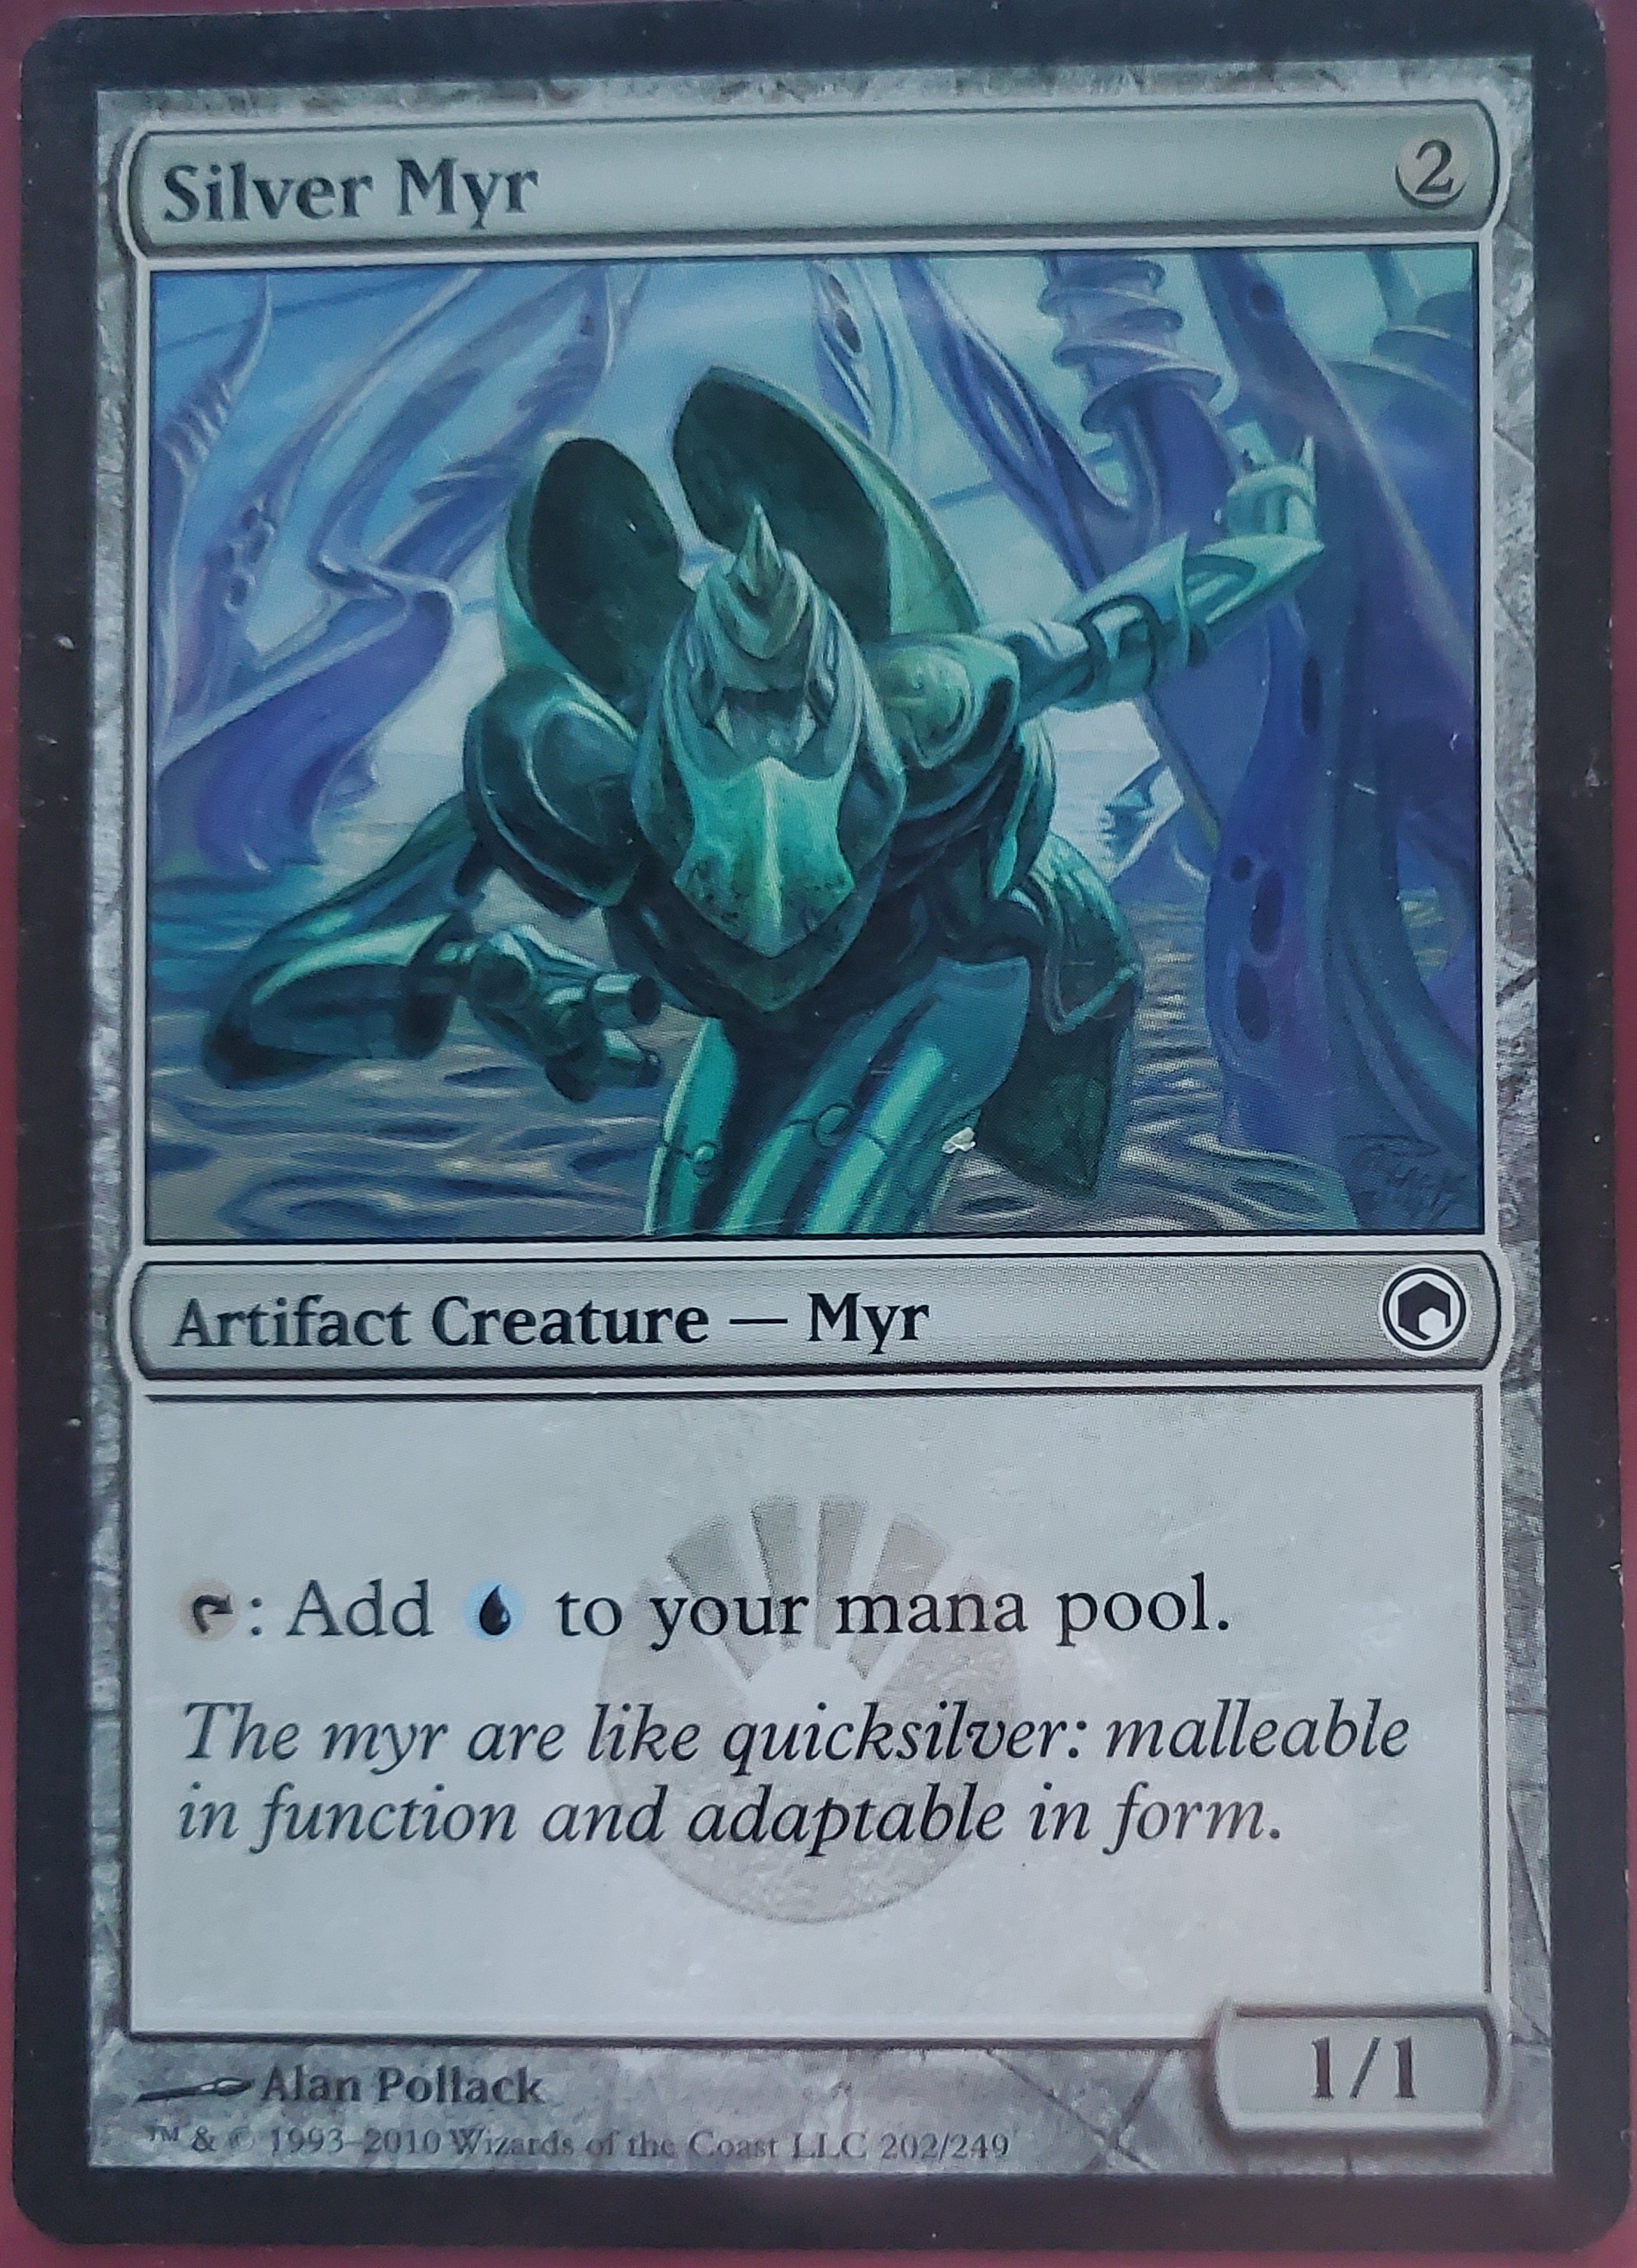 Silver Myr 2
Artifact Creature — Myr
: Add to your mana pool.
The myr are like quicksilver: malleable
in function and adaptable in form.
1/1
Alan Pollack
™ & © 1993–2010 Wizards of the Coast LLC 202/249